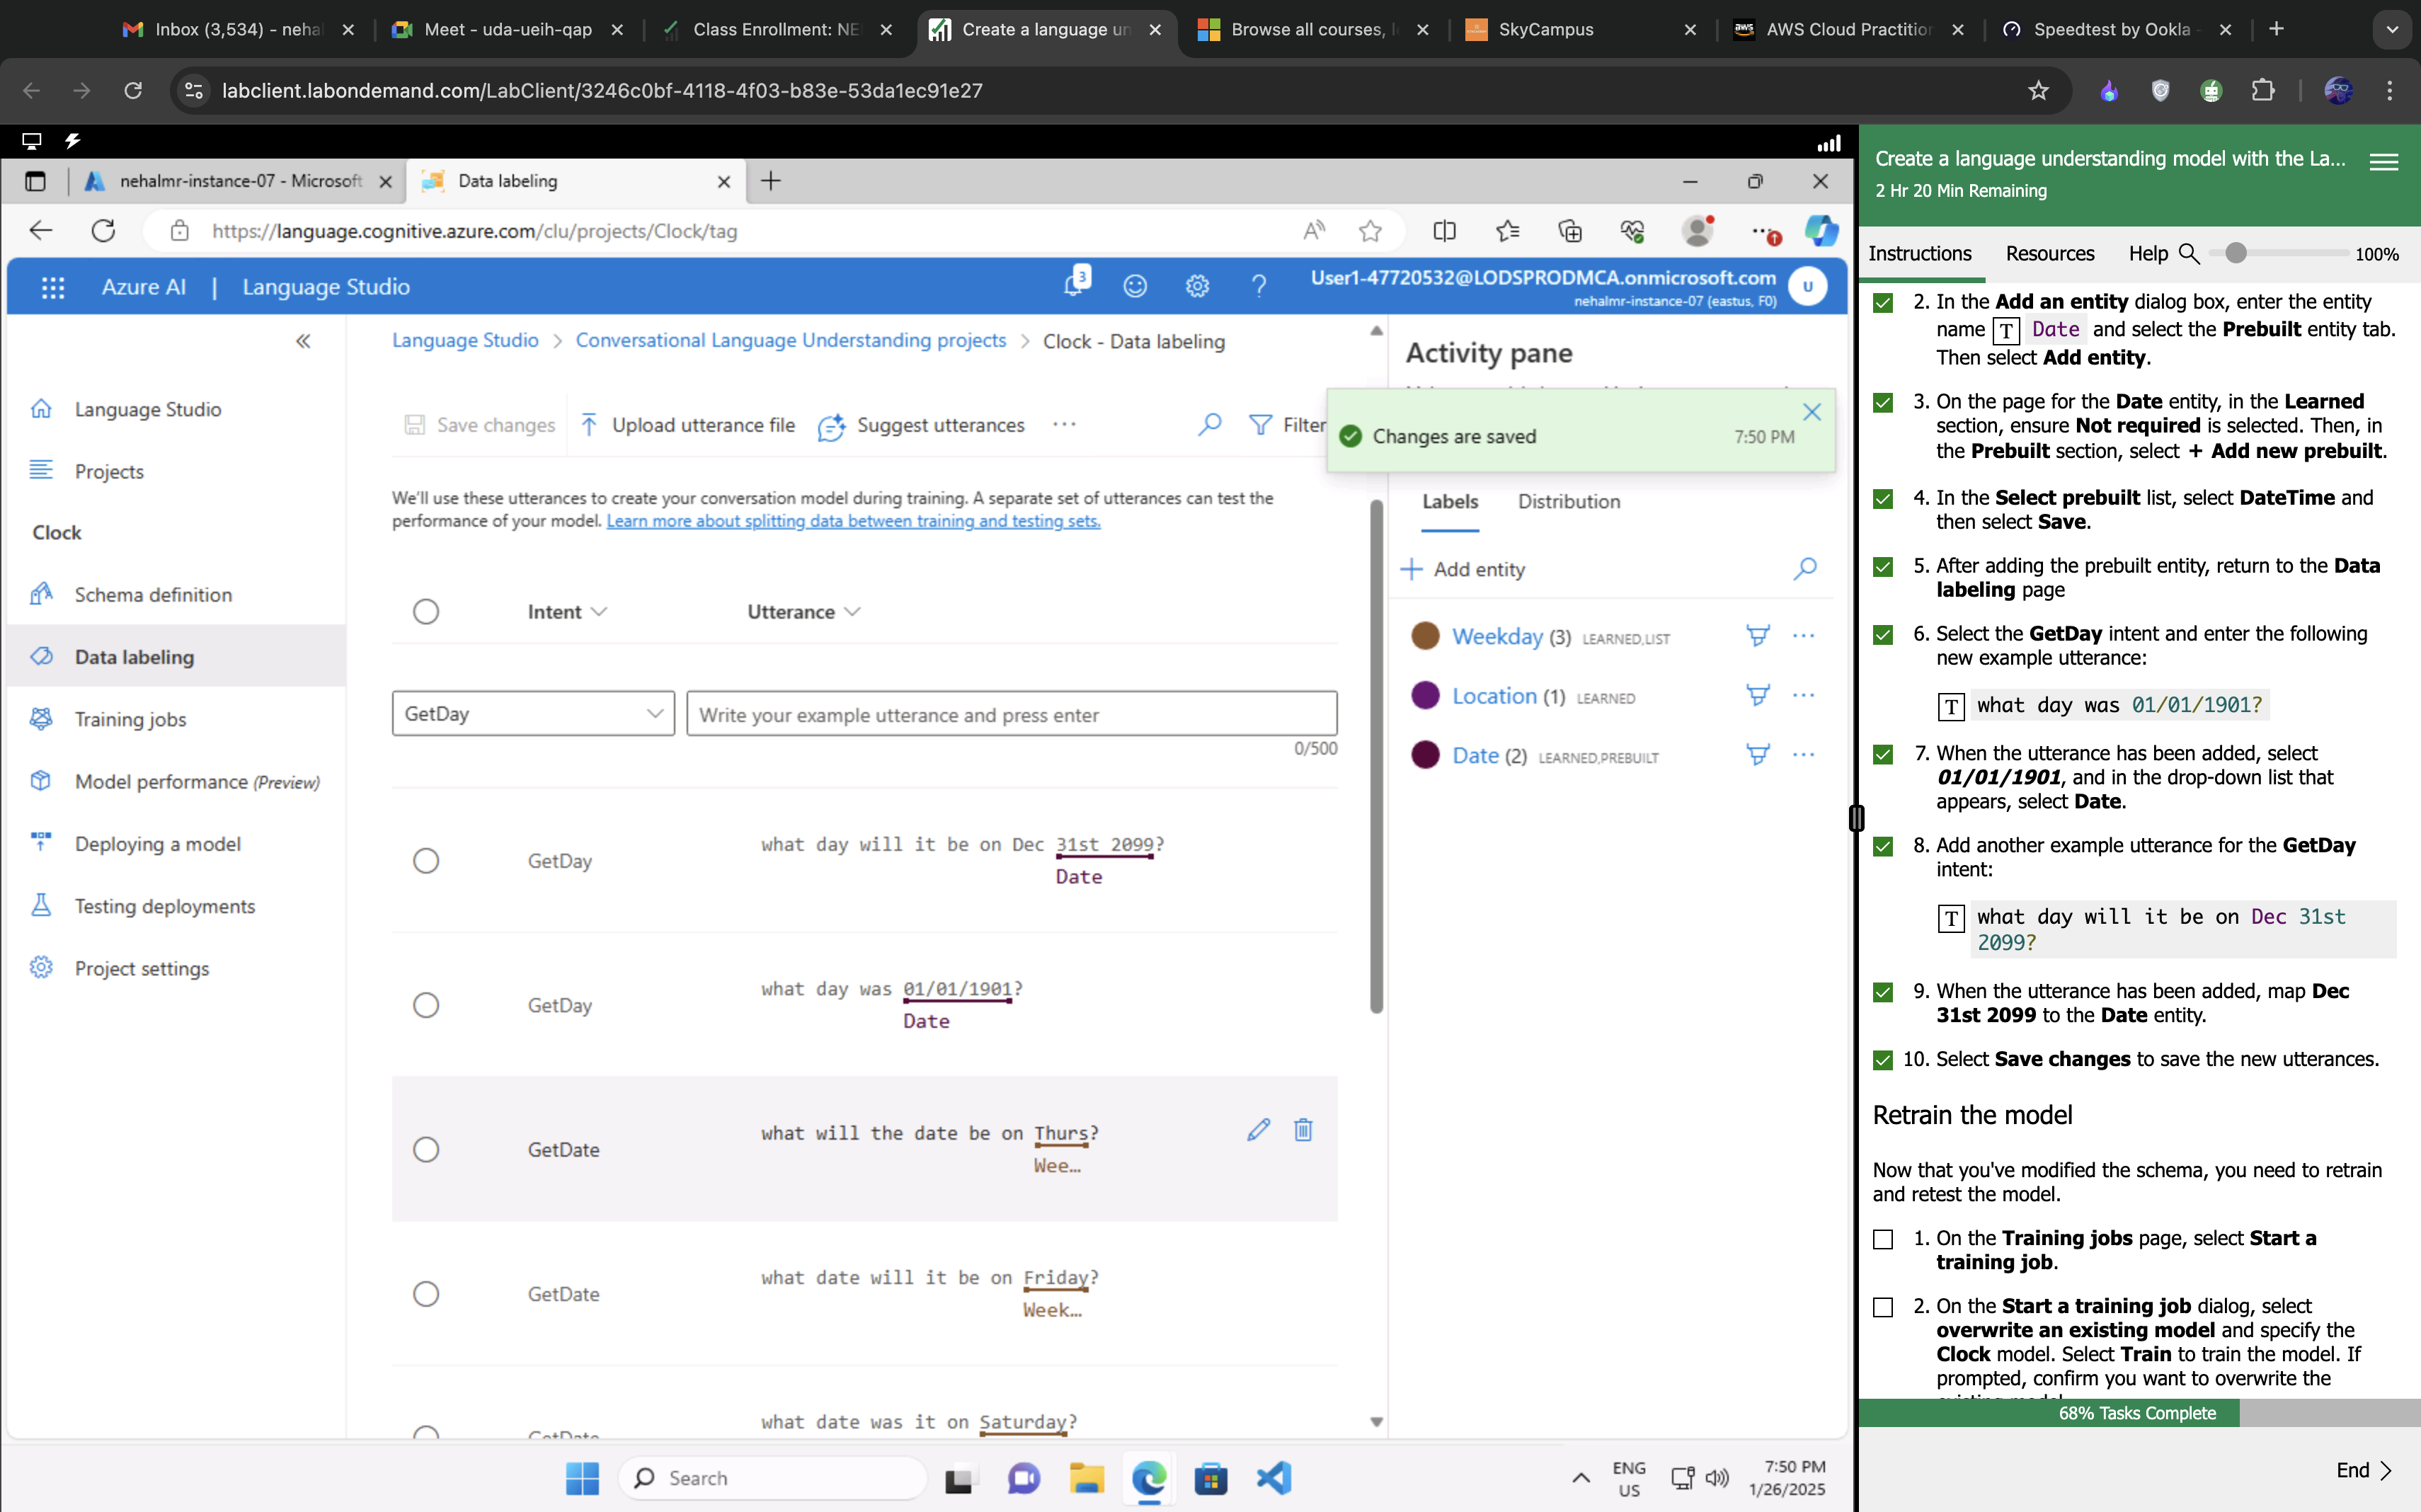 Inbox (3,534) - neha
Meet - uda-ueih-qap
Class Enrollment: NE
Create a language un
Browse all courses, l
SkyCampus
AWS Cloud Practition
Speedtest by Ookla -
labclient.labondemand.com/LabClient/3246c0bf-4118-4f03-b83e-53da1ec91e27
nehalmr-instance-07 - Microsoft
Data labeling
https://language.cognitive.azure.com/clu/projects/Clock/tag
Azure AI | Language Studio
3
User1-47720532@LODSPRODMCA.onmicrosoft.com
nehalmr-instance-07 (eastus, F0)
U
Language Studio
Projects
Clock
Schema definition
Data labeling
Training jobs
Model performance (Preview)
Deploying a model
Testing deployments
Project settings
Language Studio > Conversational Language Understanding projects > Clock - Data labeling
Save changes
Upload utterance file
Suggest utterances
Filter
We'll use these utterances to create your conversation model during training. A separate set of utterances can test the
performance of your model. Learn more about splitting data between training and testing sets.
Intent
Utterance
GetDay
Write your example utterance and press enter
0/500
GetDay
what day will it be on Dec 31st 2099?
Date
GetDay
what day was 01/01/1901?
Date
GetDate
what will the date be on Thurs?
Wee...
GetDate
what date will it be on Friday?
Week...
GetDate
what date was it on Saturday?
Activity pane
Changes are saved
7:50 PM
Labels
Distribution
Add entity
Weekday (3) LEARNED,LIST
Location (1) LEARNED
Date (2) LEARNED,PREBUILT
Search
ENG
US
7:50 PM
1/26/2025
Create a language understanding model with the La...
2 Hr 20 Min Remaining
Instructions
Resources
Help
100%
2. In the Add an entity dialog box, enter the entity
name T Date and select the Prebuilt entity tab.
Then select Add entity.
3. On the page for the Date entity, in the Learned
section, ensure Not required is selected. Then, in
the Prebuilt section, select + Add new prebuilt.
4. In the Select prebuilt list, select DateTime and
then select Save.
5. After adding the prebuilt entity, return to the Data
labeling page
6. Select the GetDay intent and enter the following
new example utterance:
T what day was 01/01/1901?
7. When the utterance has been added, select
01/01/1901, and in the drop-down list that
appears, select Date.
8. Add another example utterance for the GetDay
intent:
T what day will it be on Dec 31st
2099?
9. When the utterance has been added, map Dec
31st 2099 to the Date entity.
10. Select Save changes to save the new utterances.
Retrain the model
Now that you've modified the schema, you need to retrain
and retest the model.
1. On the Training jobs page, select Start a
training job.
2. On the Start a training job dialog, select
overwrite an existing model and specify the
Clock model. Select Train to train the model. If
prompted, confirm you want to overwrite the
existing model
68% Tasks Complete
End